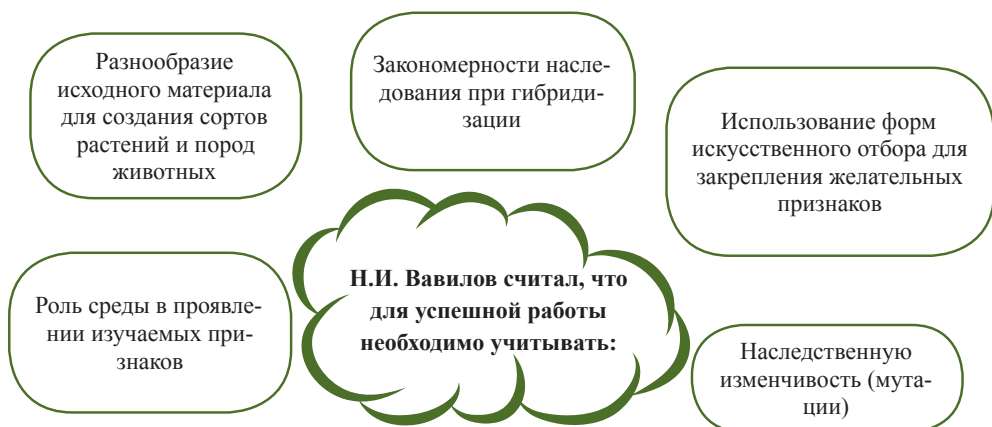 Разнообразие
исходного материала
для создания сортов
растений и пород
животных
Закономерности насле-
дования при гибриди-
зации
Использование форм
искусственного отбора для
закрепления желательных
признаков
Н.И. Вавилов считал, что
для успешной работы
необходимо учитывать:
Роль среды в проявле-
нии изучаемых при-
знаков
Наследственную
изменчивость (мута-
ции)